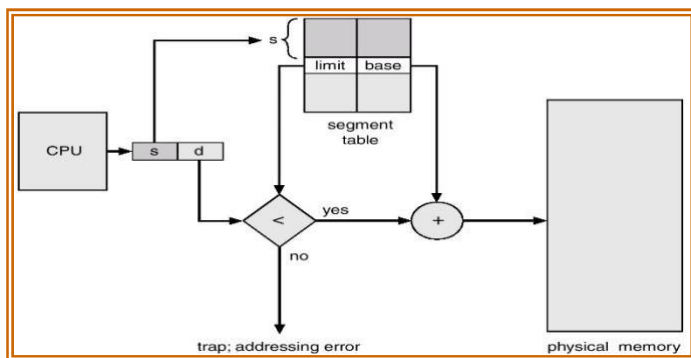 s
limit base
segment
table
CPU
s d
<
yes
+
no
trap; addressing error
physical memory